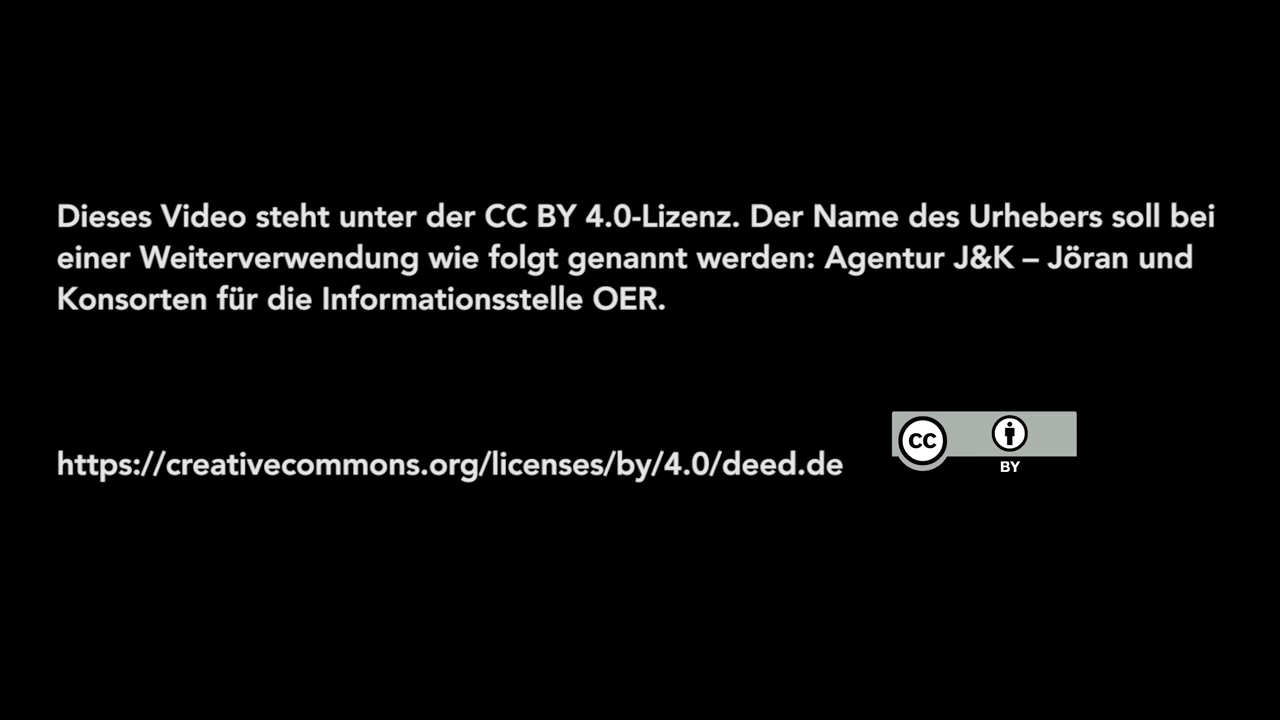 Dieses Video steht unter der CC BY 4.0-Lizenz. Der Name des Urhebers soll bei
einer Weiterverwendung wie folgt genannt werden: Agentur J&K – Jöran und
Konsorten für die Informationsstelle OER.
https://creativecommons.org/licenses/by/4.0/deed.de
CC
BY